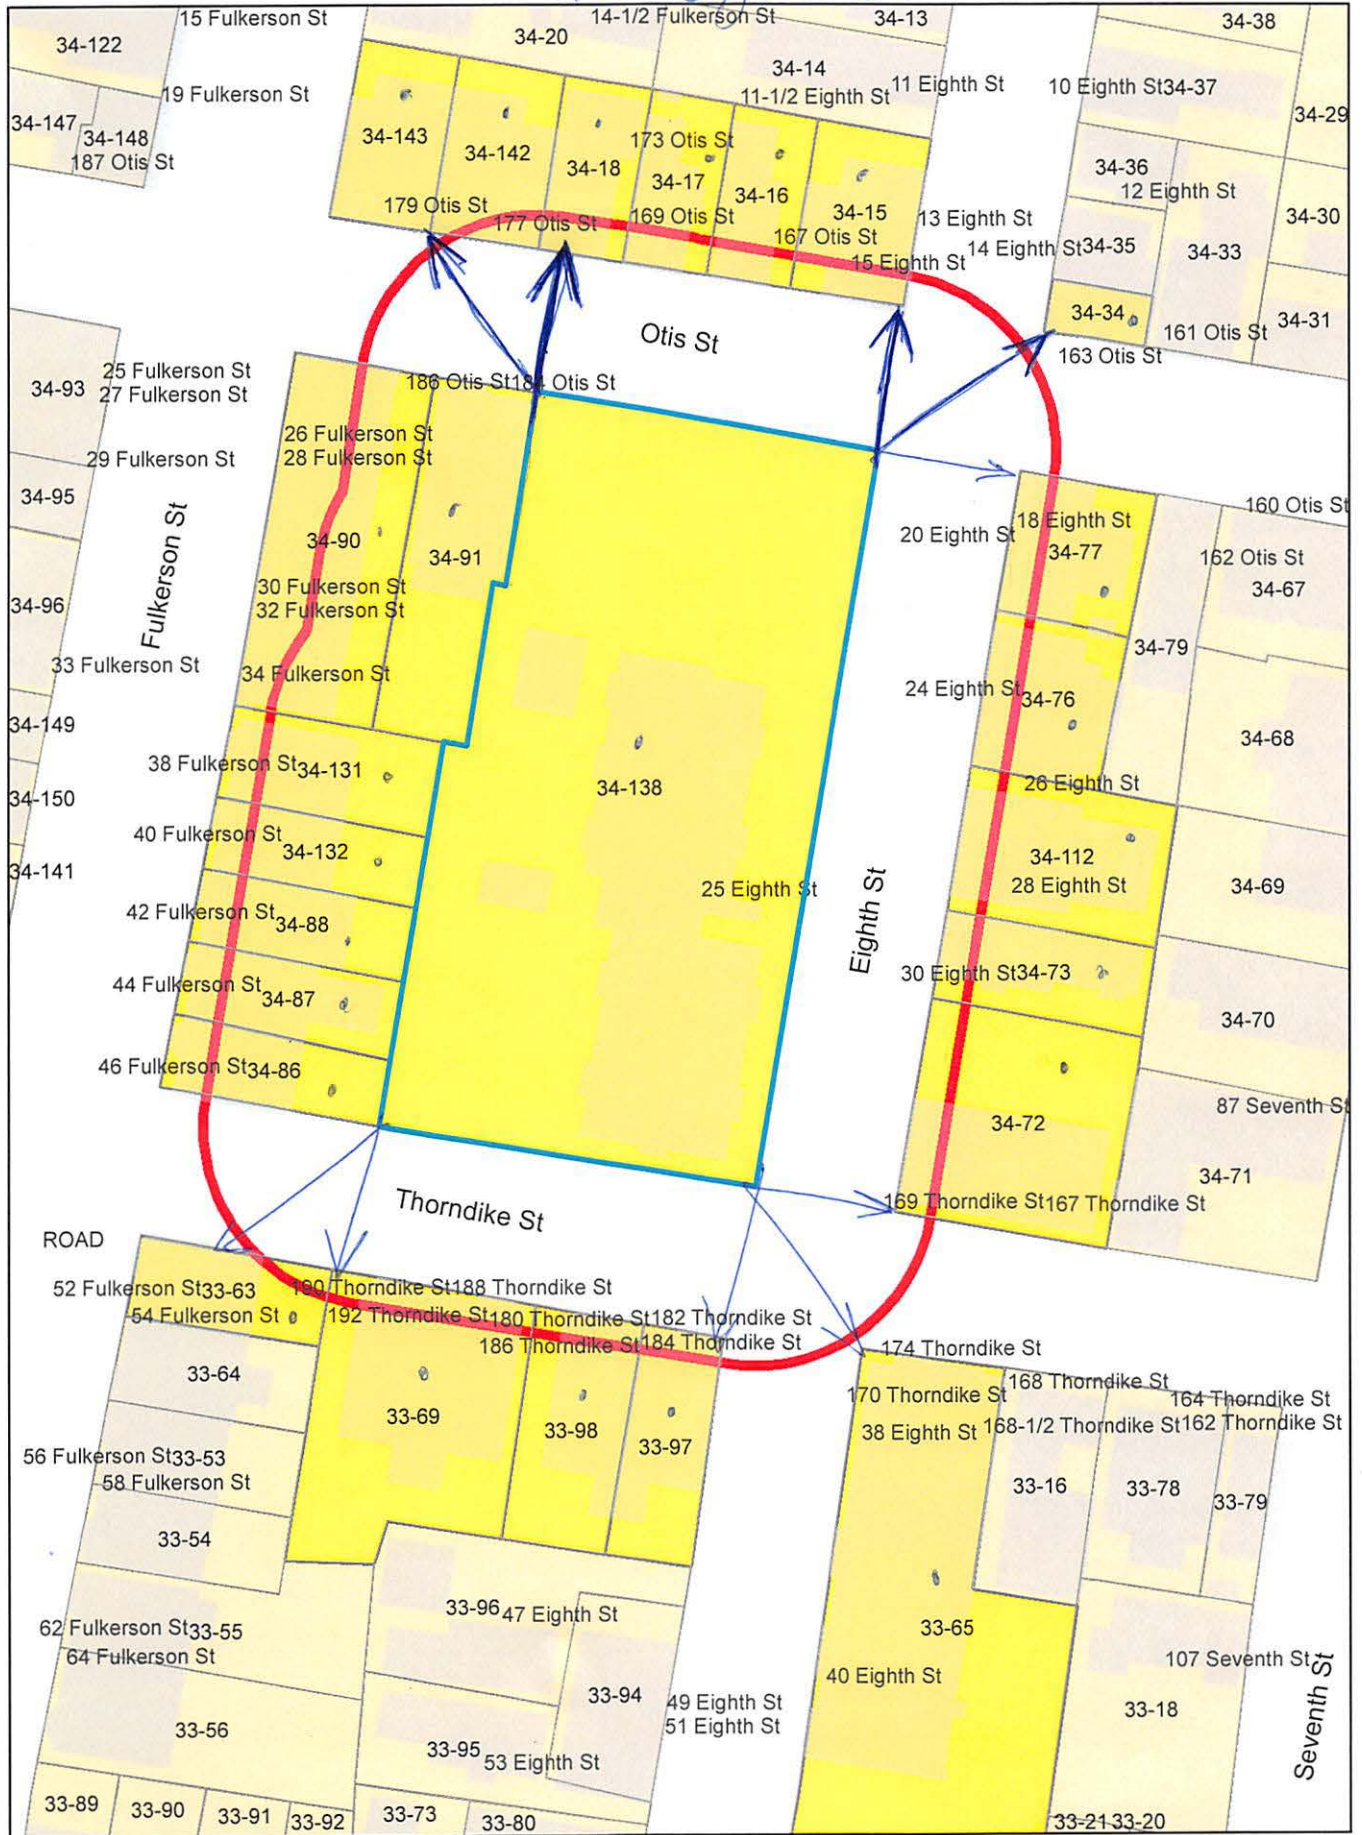 15 Fulkerson St
14-1/2 Fulkerson St
34-13
34-38
34-122
34-20
34-14
11 Eighth St
10 Eighth St
34-37
19 Fulkerson St
11-1/2 Eighth St
34-29
34-147
34-148
187 Otis St
34-143
34-142
34-18
173 Otis St
34-17
34-16
34-15
34-36
12 Eighth St
179 Otis St
177 Otis St
169 Otis St
167 Otis St
13 Eighth St
15 Eighth St
14 Eighth St
34-35
34-33
34-30
34-34
161 Otis St
34-31
163 Otis St
Otis St
34-93
25 Fulkerson St
27 Fulkerson St
186 Otis St
184 Otis St
26 Fulkerson St
28 Fulkerson St
29 Fulkerson St
34-95
160 Otis St
18 Eighth St
20 Eighth St
34-77
162 Otis St
34-67
34-90
34-91
30 Fulkerson St
32 Fulkerson St
Fulkerson St
34-96
34-79
33 Fulkerson St
34 Fulkerson St
24 Eighth St
34-76
34-149
34-68
38 Fulkerson St
34-131
34-138
26 Eighth St
34-150
40 Fulkerson St
34-132
34-112
28 Eighth St
34-69
34-141
25 Eighth St
Eighth St
42 Fulkerson St
34-88
44 Fulkerson St
34-87
30 Eighth St
34-73
34-70
46 Fulkerson St
34-86
34-72
87 Seventh St
34-71
Thorndike St
169 Thorndike St
167 Thorndike St
ROAD
52 Fulkerson St
33-63
54 Fulkerson St
190 Thorndike St
188 Thorndike St
192 Thorndike St
180 Thorndike St
182 Thorndike St
186 Thorndike St
184 Thorndike St
174 Thorndike St
33-64
33-69
33-98
33-97
170 Thorndike St
168 Thorndike St
164 Thorndike St
38 Eighth St
168-1/2 Thorndike St
162 Thorndike St
56 Fulkerson St
33-53
58 Fulkerson St
33-16
33-78
33-79
33-54
33-96
47 Eighth St
62 Fulkerson St
33-55
64 Fulkerson St
33-65
107 Seventh St
40 Eighth St
33-94
49 Eighth St
51 Eighth St
33-18
Seventh St
33-56
33-95
53 Eighth St
33-89
33-90
33-91
33-92
33-73
33-80
33-21
33-20